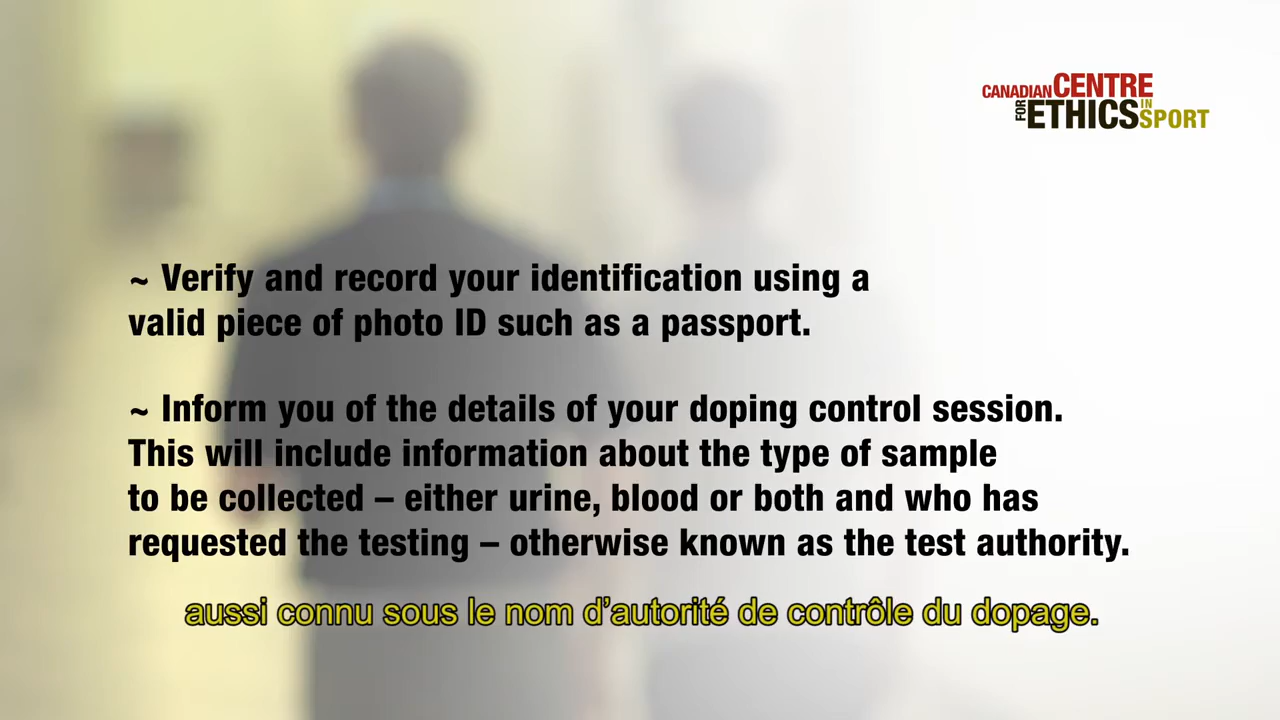 CANADIAN CENTRE
FOR ETHICS IN SPORT
~ Verify and record your identification using a
valid piece of photo ID such as a passport.
~ Inform you of the details of your doping control session.
This will include information about the type of sample
to be collected – either urine, blood or both and who has
requested the testing – otherwise known as the test authority.
aussi connu sous le nom d’autorité de contrôle du dopage.